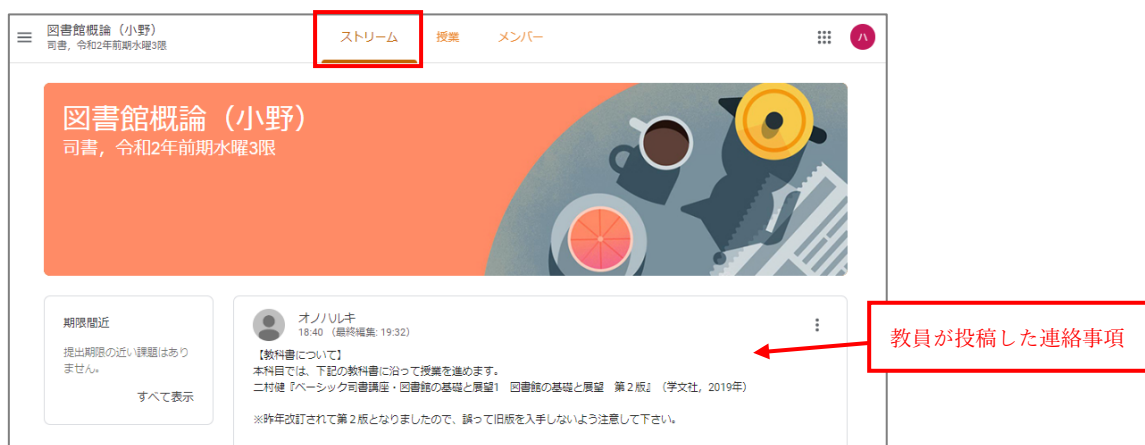 図書館概論（小野）
司書，令和2年前期水曜3限
ストリーム
授業
メンバー
ハ
図書館概論（小野）
司書，令和2年前期水曜3限
期限間近
提出期限の近い課題はあり
ません。
すべて表示
オノハルキ
18:40 （最終編集: 19:32）
【教科書について】
本科目では、下記の教科書に沿って授業を進めます。
二村健『ベーシック司書講座・図書館の基礎と展望1　図書館の基礎と展望　第２版』（学文社，2019年）
※昨年改訂されて第２版となりましたので、誤って旧版を入手しないよう注意して下さい。
教員が投稿した連絡事項